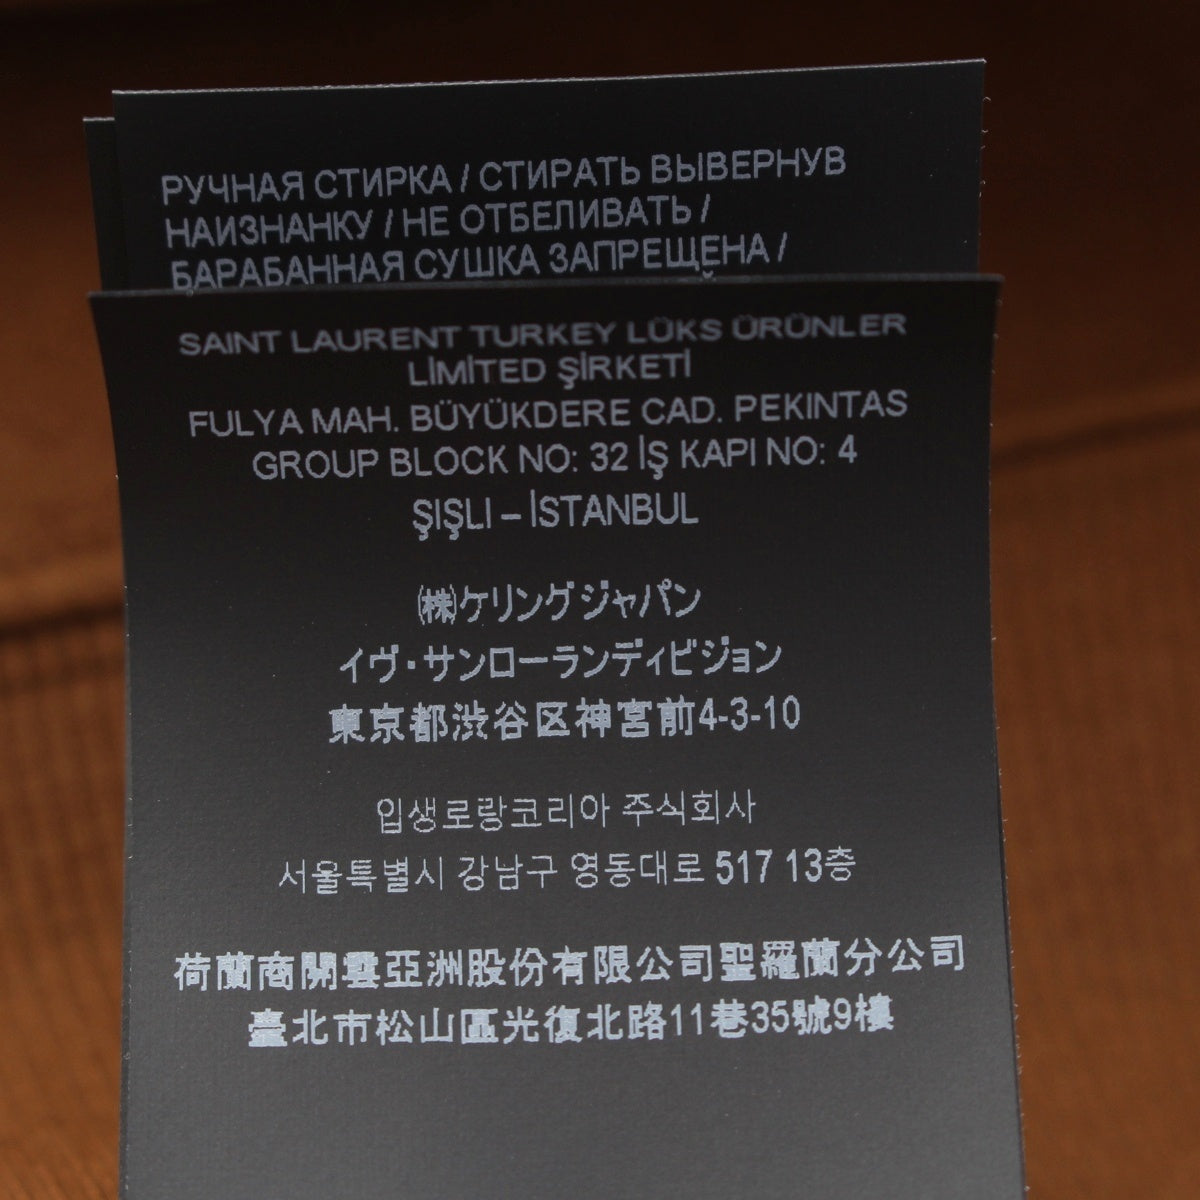 РУЧНАЯ СТИРКА / СТИРАТЬ ВЫВЕРНУВ
НАИЗНАНКУ / НЕ ОТБЕЛИВАТЬ /
БАРАБАННАЯ СУШКА ЗАПРЕЩЕНА /
SAINT LAURENT TURKEY LÜKS ÜRÜNLER
LİMİTED ŞİRKETİ
FULYA MAH. BÜYÜKDERE CAD. PEKINTAS
GROUP BLOCK NO: 32 İŞ KAPI NO: 4
ŞIŞLI – İSTANBUL
㈱ケリングジャパン
イヴ・サンローランディビジョン
東京都渋谷区神宮前4-3-10
입생로랑코리아 주식회사
서울특별시 강남구 영동대로 517 13층
荷蘭商開雲亞洲股份有限公司聖羅蘭分公司
臺北市松山區光復北路11巷35號9樓